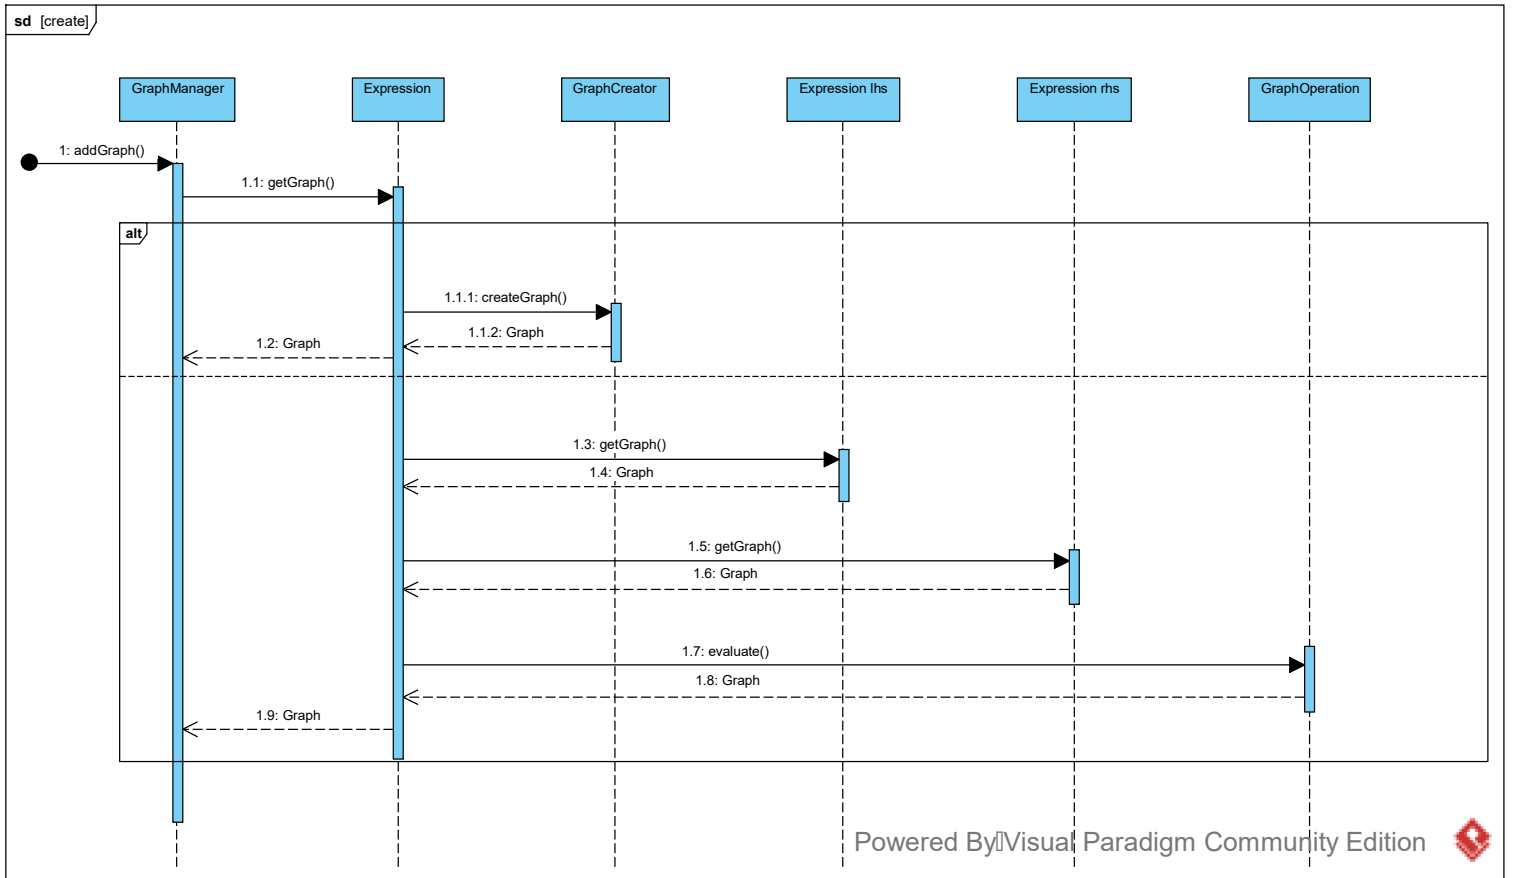 sd [create]
GraphManager
Expression
GraphCreator
Expression lhs
Expression rhs
GraphOperation
1: addGraph()
1.1: getGraph()
alt
1.1.1: createGraph()
1.1.2: Graph
1.2: Graph
1.3: getGraph()
1.4: Graph
1.5: getGraph()
1.6: Graph
1.7: evaluate()
1.8: Graph
1.9: Graph
Powered By Visual Paradigm Community Edition